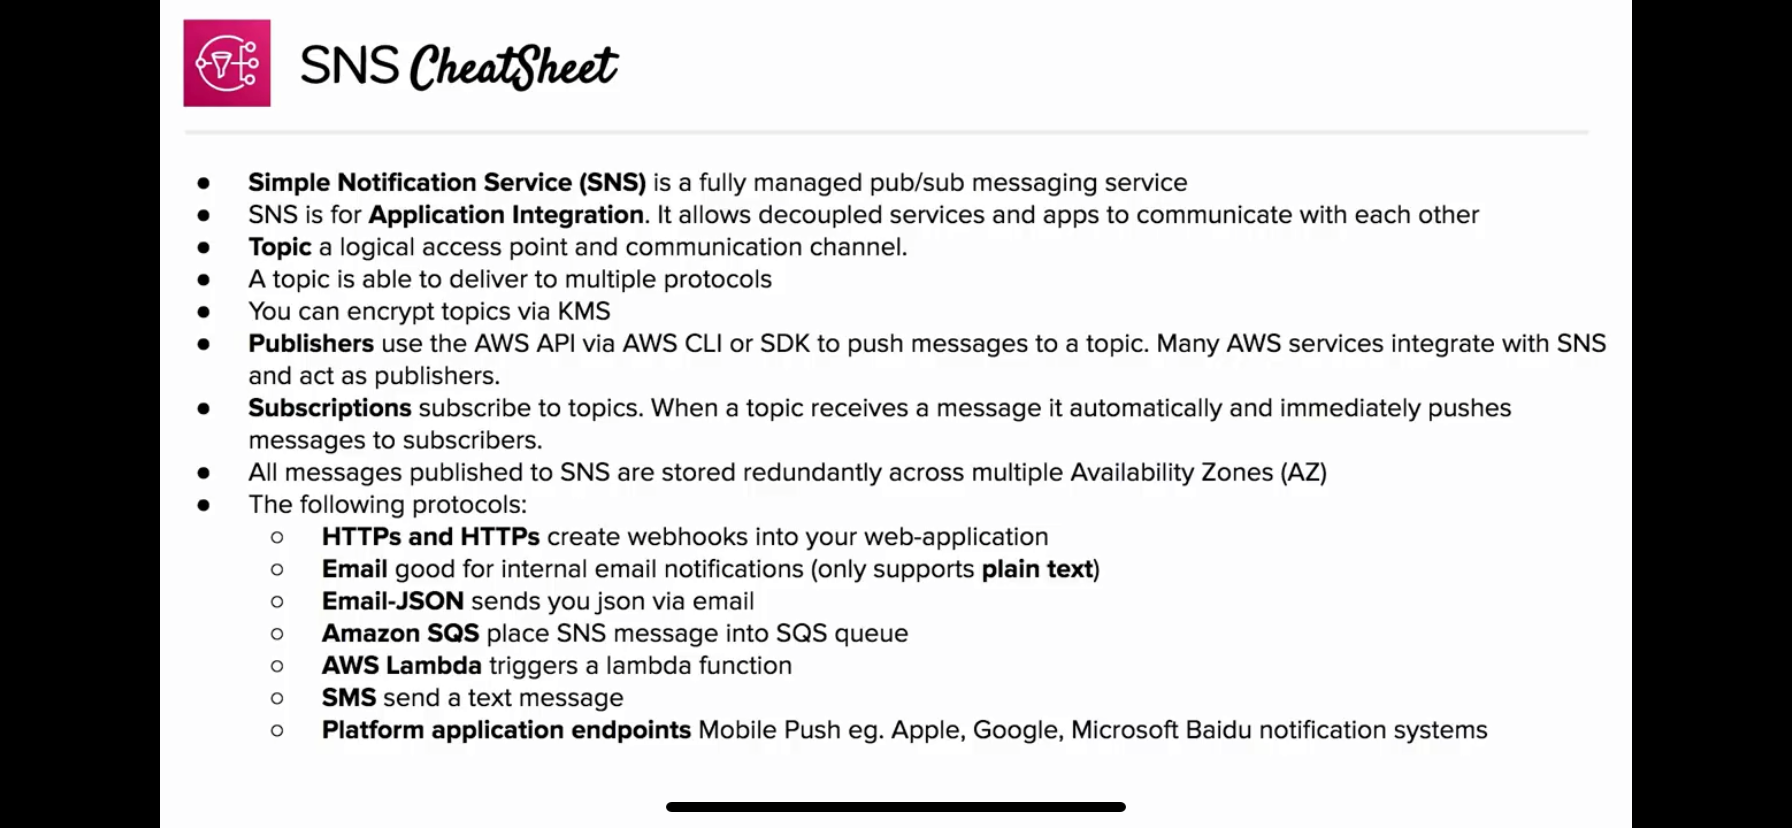 SNS CheatSheet
● Simple Notification Service (SNS) is a fully managed pub/sub messaging service
● SNS is for Application Integration. It allows decoupled services and apps to communicate with each other
● Topic a logical access point and communication channel.
● A topic is able to deliver to multiple protocols
● You can encrypt topics via KMS
● Publishers use the AWS API via AWS CLI or SDK to push messages to a topic. Many AWS services integrate with SNS
and act as publishers.
● Subscriptions subscribe to topics. When a topic receives a message it automatically and immediately pushes
messages to subscribers.
● All messages published to SNS are stored redundantly across multiple Availability Zones (AZ)
● The following protocols:
○ HTTPs and HTTPs create webhooks into your web-application
○ Email good for internal email notifications (only supports plain text)
○ Email-JSON sends you json via email
○ Amazon SQS place SNS message into SQS queue
○ AWS Lambda triggers a lambda function
○ SMS send a text message
○ Platform application endpoints Mobile Push eg. Apple, Google, Microsoft Baidu notification systems